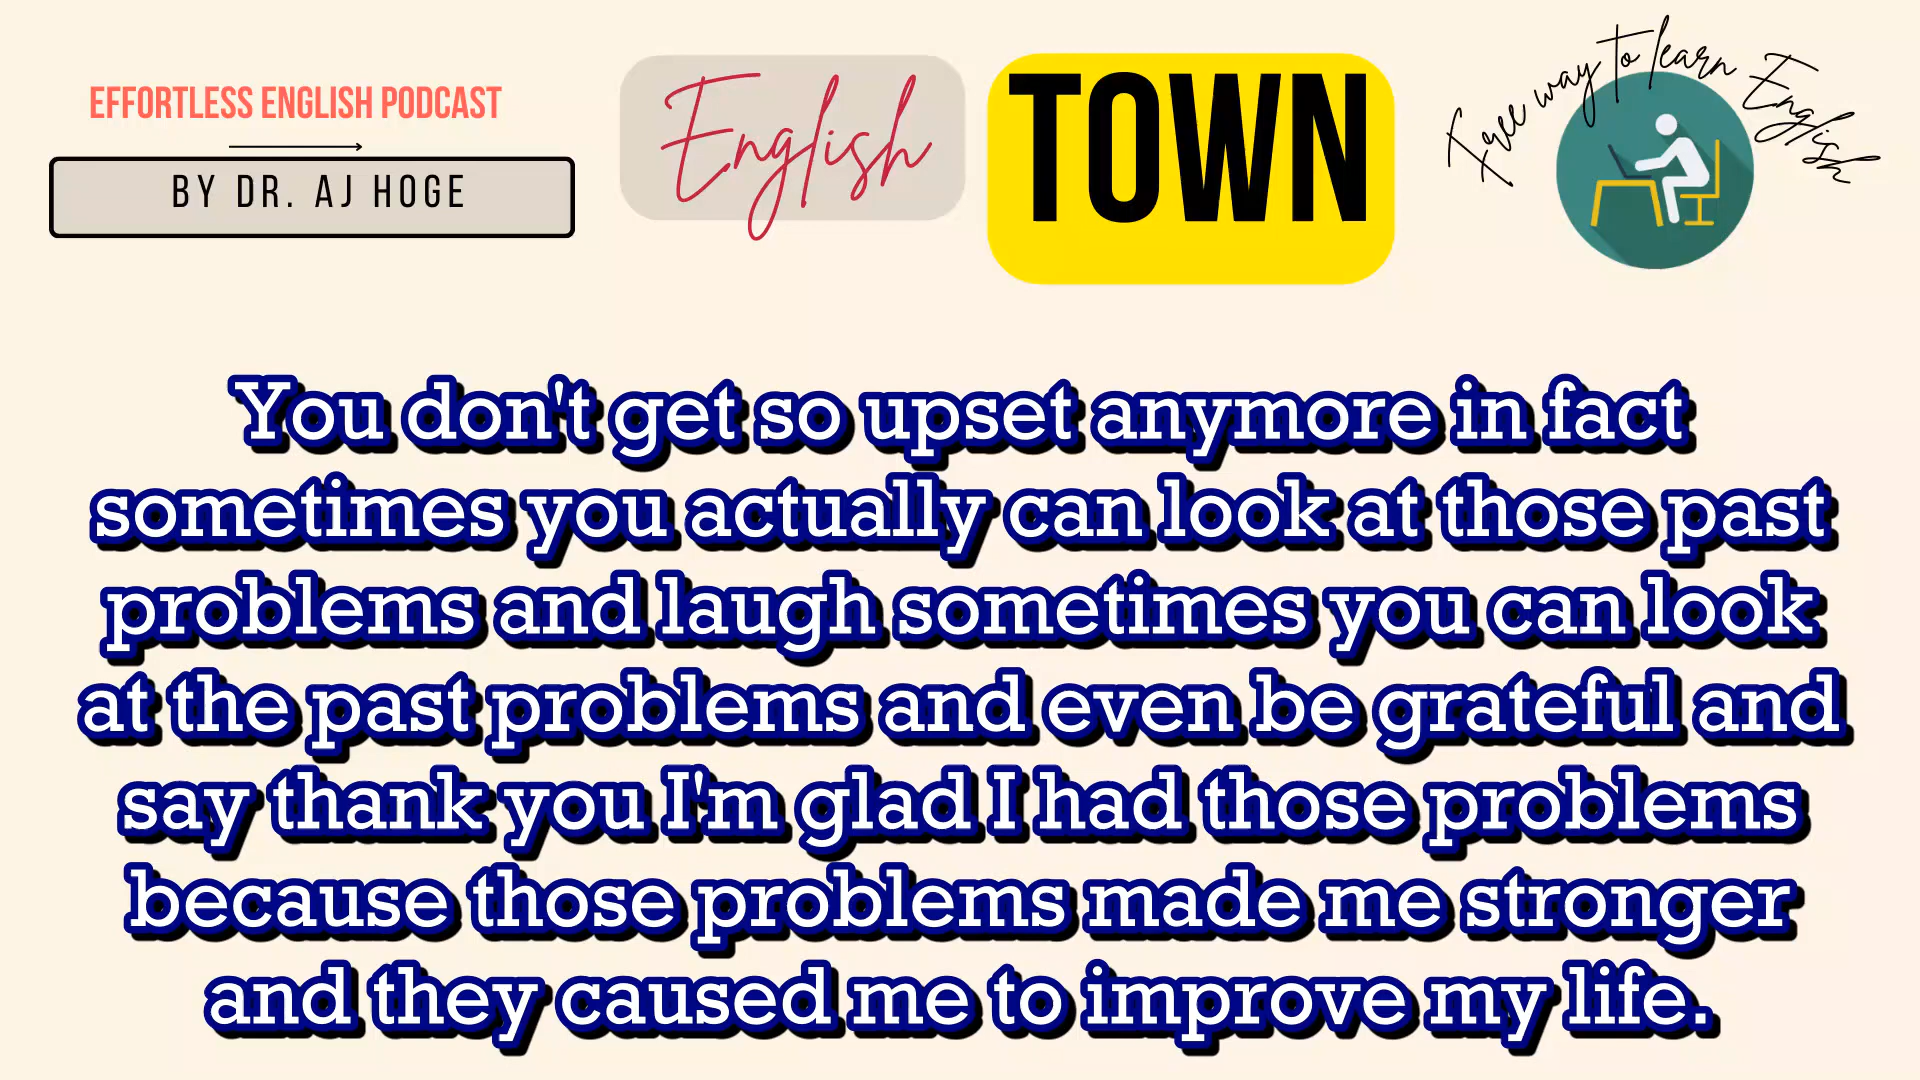 EFFORTLESS ENGLISH PODCAST
BY DR. AJ HOGE
English
TOWN
Free way to learn English
You don't get so upset anymore in fact
sometimes you actually can look at those past
problems and laugh sometimes you can look
at the past problems and even be grateful and
say thank you I'm glad I had those problems
because those problems made me stronger
and they caused me to improve my life.